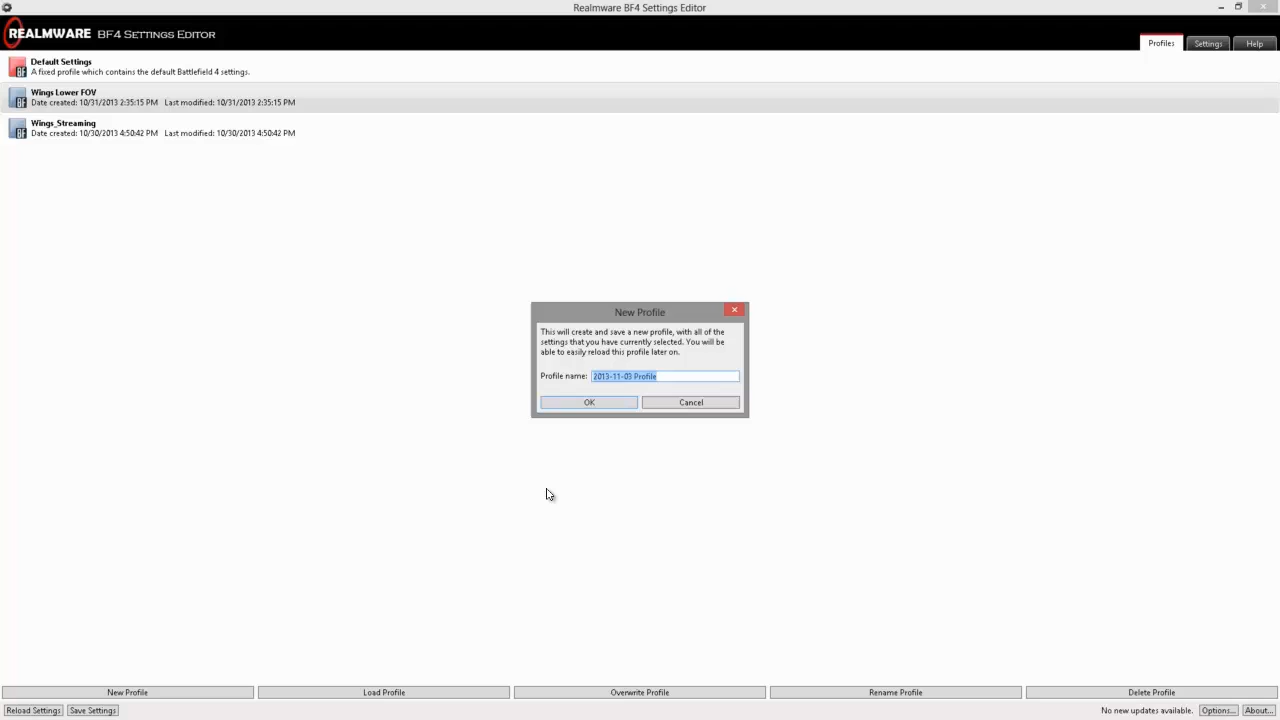 Realmware BF4 Settings Editor
REALMWARE BF4 SETTINGS EDITOR
Profiles
Settings
Help
Default Settings
A fixed profile which contains the default Battlefield 4 settings.
Wings Lower FOV
Date created: 10/31/2013 2:35:15 PM Last modified: 10/31/2013 2:35:15 PM
Wings_Streaming
Date created: 10/30/2013 4:50:42 PM Last modified: 10/30/2013 4:50:42 PM
New Profile
This will create and save a new profile, with all of the
settings that you have currently selected. You will be
able to easily reload this profile later on.
Profile name: 2013-11-03 Profile
OK
Cancel
New Profile
Load Profile
Overwrite Profile
Rename Profile
Delete Profile
Reload Settings
Save Settings
No new updates available.
Options...
About...